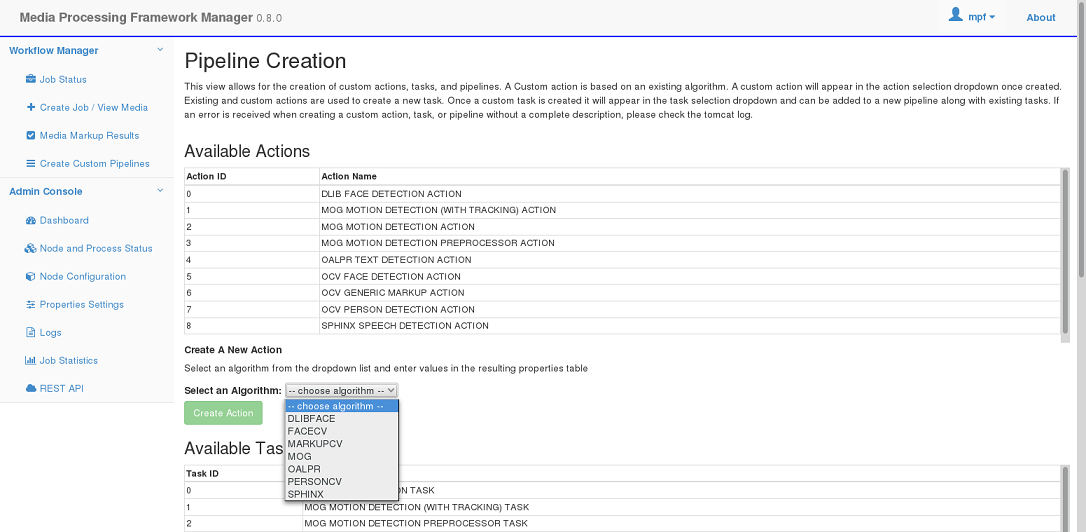 Media Processing Framework Manager 0.8.0
mpf
About
Workflow Manager
Job Status
Create Job / View Media
Media Markup Results
Create Custom Pipelines
Admin Console
Dashboard
Node and Process Status
Node Configuration
Properties Settings
Logs
Job Statistics
REST API
Pipeline Creation
This view allows for the creation of custom actions, tasks, and pipelines. A Custom action is based on an existing algorithm. A custom action will appear in the action selection dropdown once created.
Existing and custom actions are used to create a new task. Once a custom task is created it will appear in the task selection dropdown and can be added to a new pipeline along with existing tasks. If
an error is received when creating a custom action, task, or pipeline without a complete description, please check the tomcat log.
Available Actions
Action ID Action Name
0 DLIB FACE DETECTION ACTION
1 MOG MOTION DETECTION (WITH TRACKING) ACTION
2 MOG MOTION DETECTION ACTION
3 MOG MOTION DETECTION PREPROCESSOR ACTION
4 OALPR TEXT DETECTION ACTION
5 OCV FACE DETECTION ACTION
6 OCV GENERIC MARKUP ACTION
7 OCV PERSON DETECTION ACTION
8 SPHINX SPEECH DETECTION ACTION
Create A New Action
Select an algorithm from the dropdown list and enter values in the resulting properties table
Select an Algorithm: -- choose algorithm --
-- choose algorithm --
DLIBFACE
FACECV
MARKUPCV
MOG
OALPR
PERSONCV
SPHINX
Create Action
Available Tas
Task ID
0 ON TASK
1 MOG MOTION DETECTION (WITH TRACKING) TASK
2 MOG MOTION DETECTION PREPROCESSOR TASK